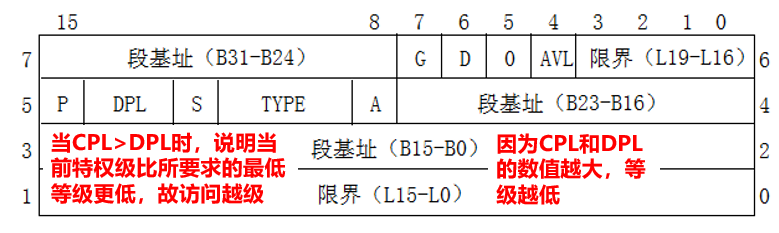 15 8 7 6 5 4 3 2 1 0
7 段基址（B31-B24） G D 0 AVL 限界（L19-L16） 6
5 P DPL S TYPE A 段基址（B23-B16） 4
3 段基址（B15-B0） 2
1 限界（L15-L0） 0
当CPL>DPL时，说明当
前特权级比所要求的最低
等级更低，故访问越级
因为CPL和DPL
的数值越大，等
级越低